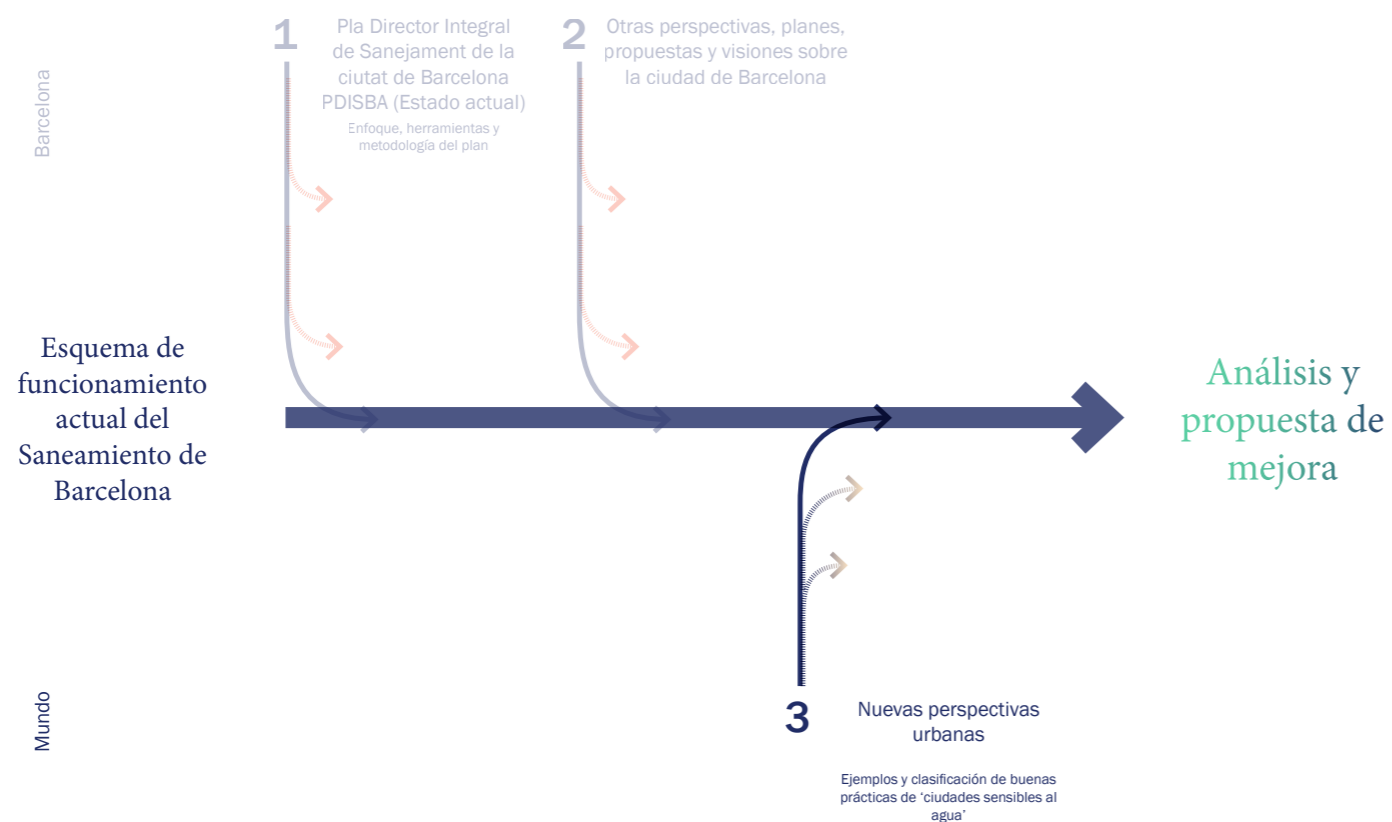 Barcelona
1
Pla Director Integral
de Sanejament de la
ciutat de Barcelona
PDISBA (Estado actual)
Enfoque, herramientas y
metodología del plan
2
Otras perspectivas, planes,
propuestas y visiones sobre
la ciudad de Barcelona
Esquema de
funcionamiento
actual del
Saneamiento de
Barcelona
Análisis y
propuesta de
mejora
Mundo
3
Nuevas perspectivas
urbanas
Ejemplos y clasificación de buenas
prácticas de ‘ciudades sensibles al
agua’